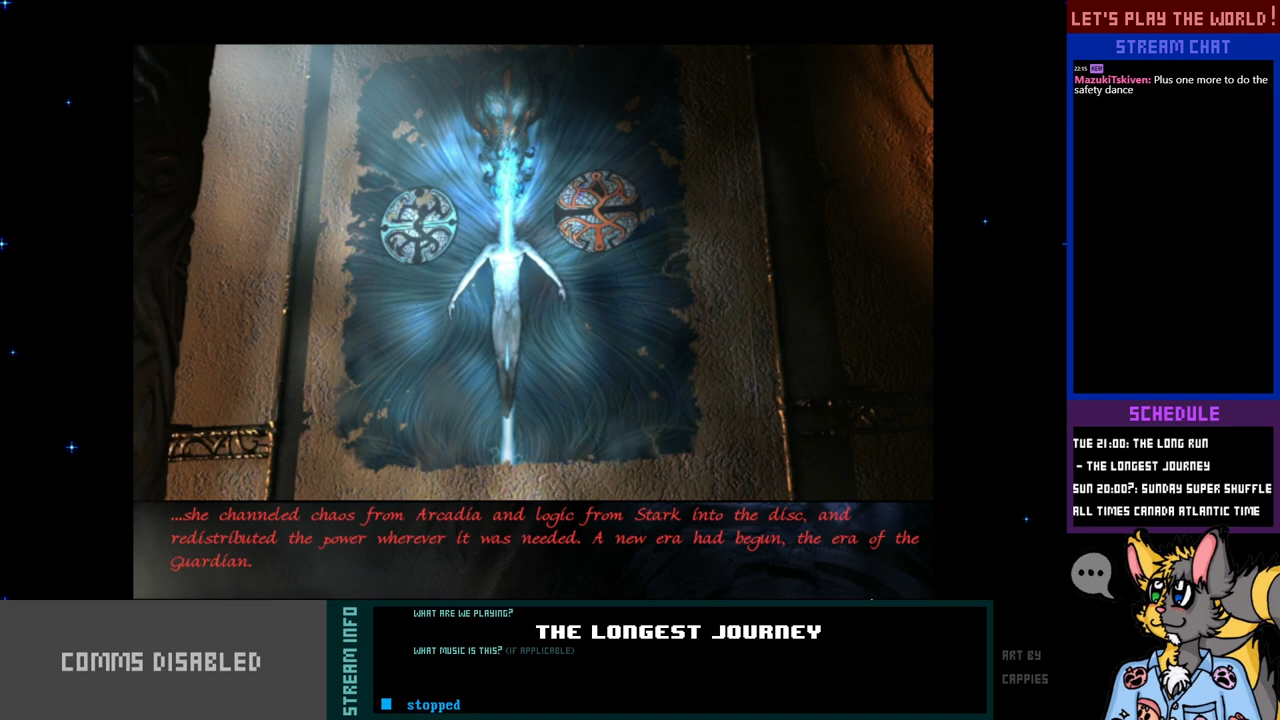 LET'S PLAY THE WORLD!
STREAM CHAT
22:15 NEW
MazukiTskiven: Plus one more to do the
safety dance
SCHEDULE
TUE 21:00: THE LONG RUN
- THE LONGEST JOURNEY
SUN 20:00?: SUNDAY SUPER SHUFFLE
ALL TIMES CANADA ATLANTIC TIME
...she channeled chaos from Arcadia and logic from Stark into the disc, and
redistributed the power wherever it was needed. A new era had begun, the era of the
Guardian.
COMMS DISABLED
STREAM INFO
WHAT ARE WE PLAYING?
THE LONGEST JOURNEY
WHAT MUSIC IS THIS? (IF APPLICABLE)
stopped
ART BY
CAPPIES